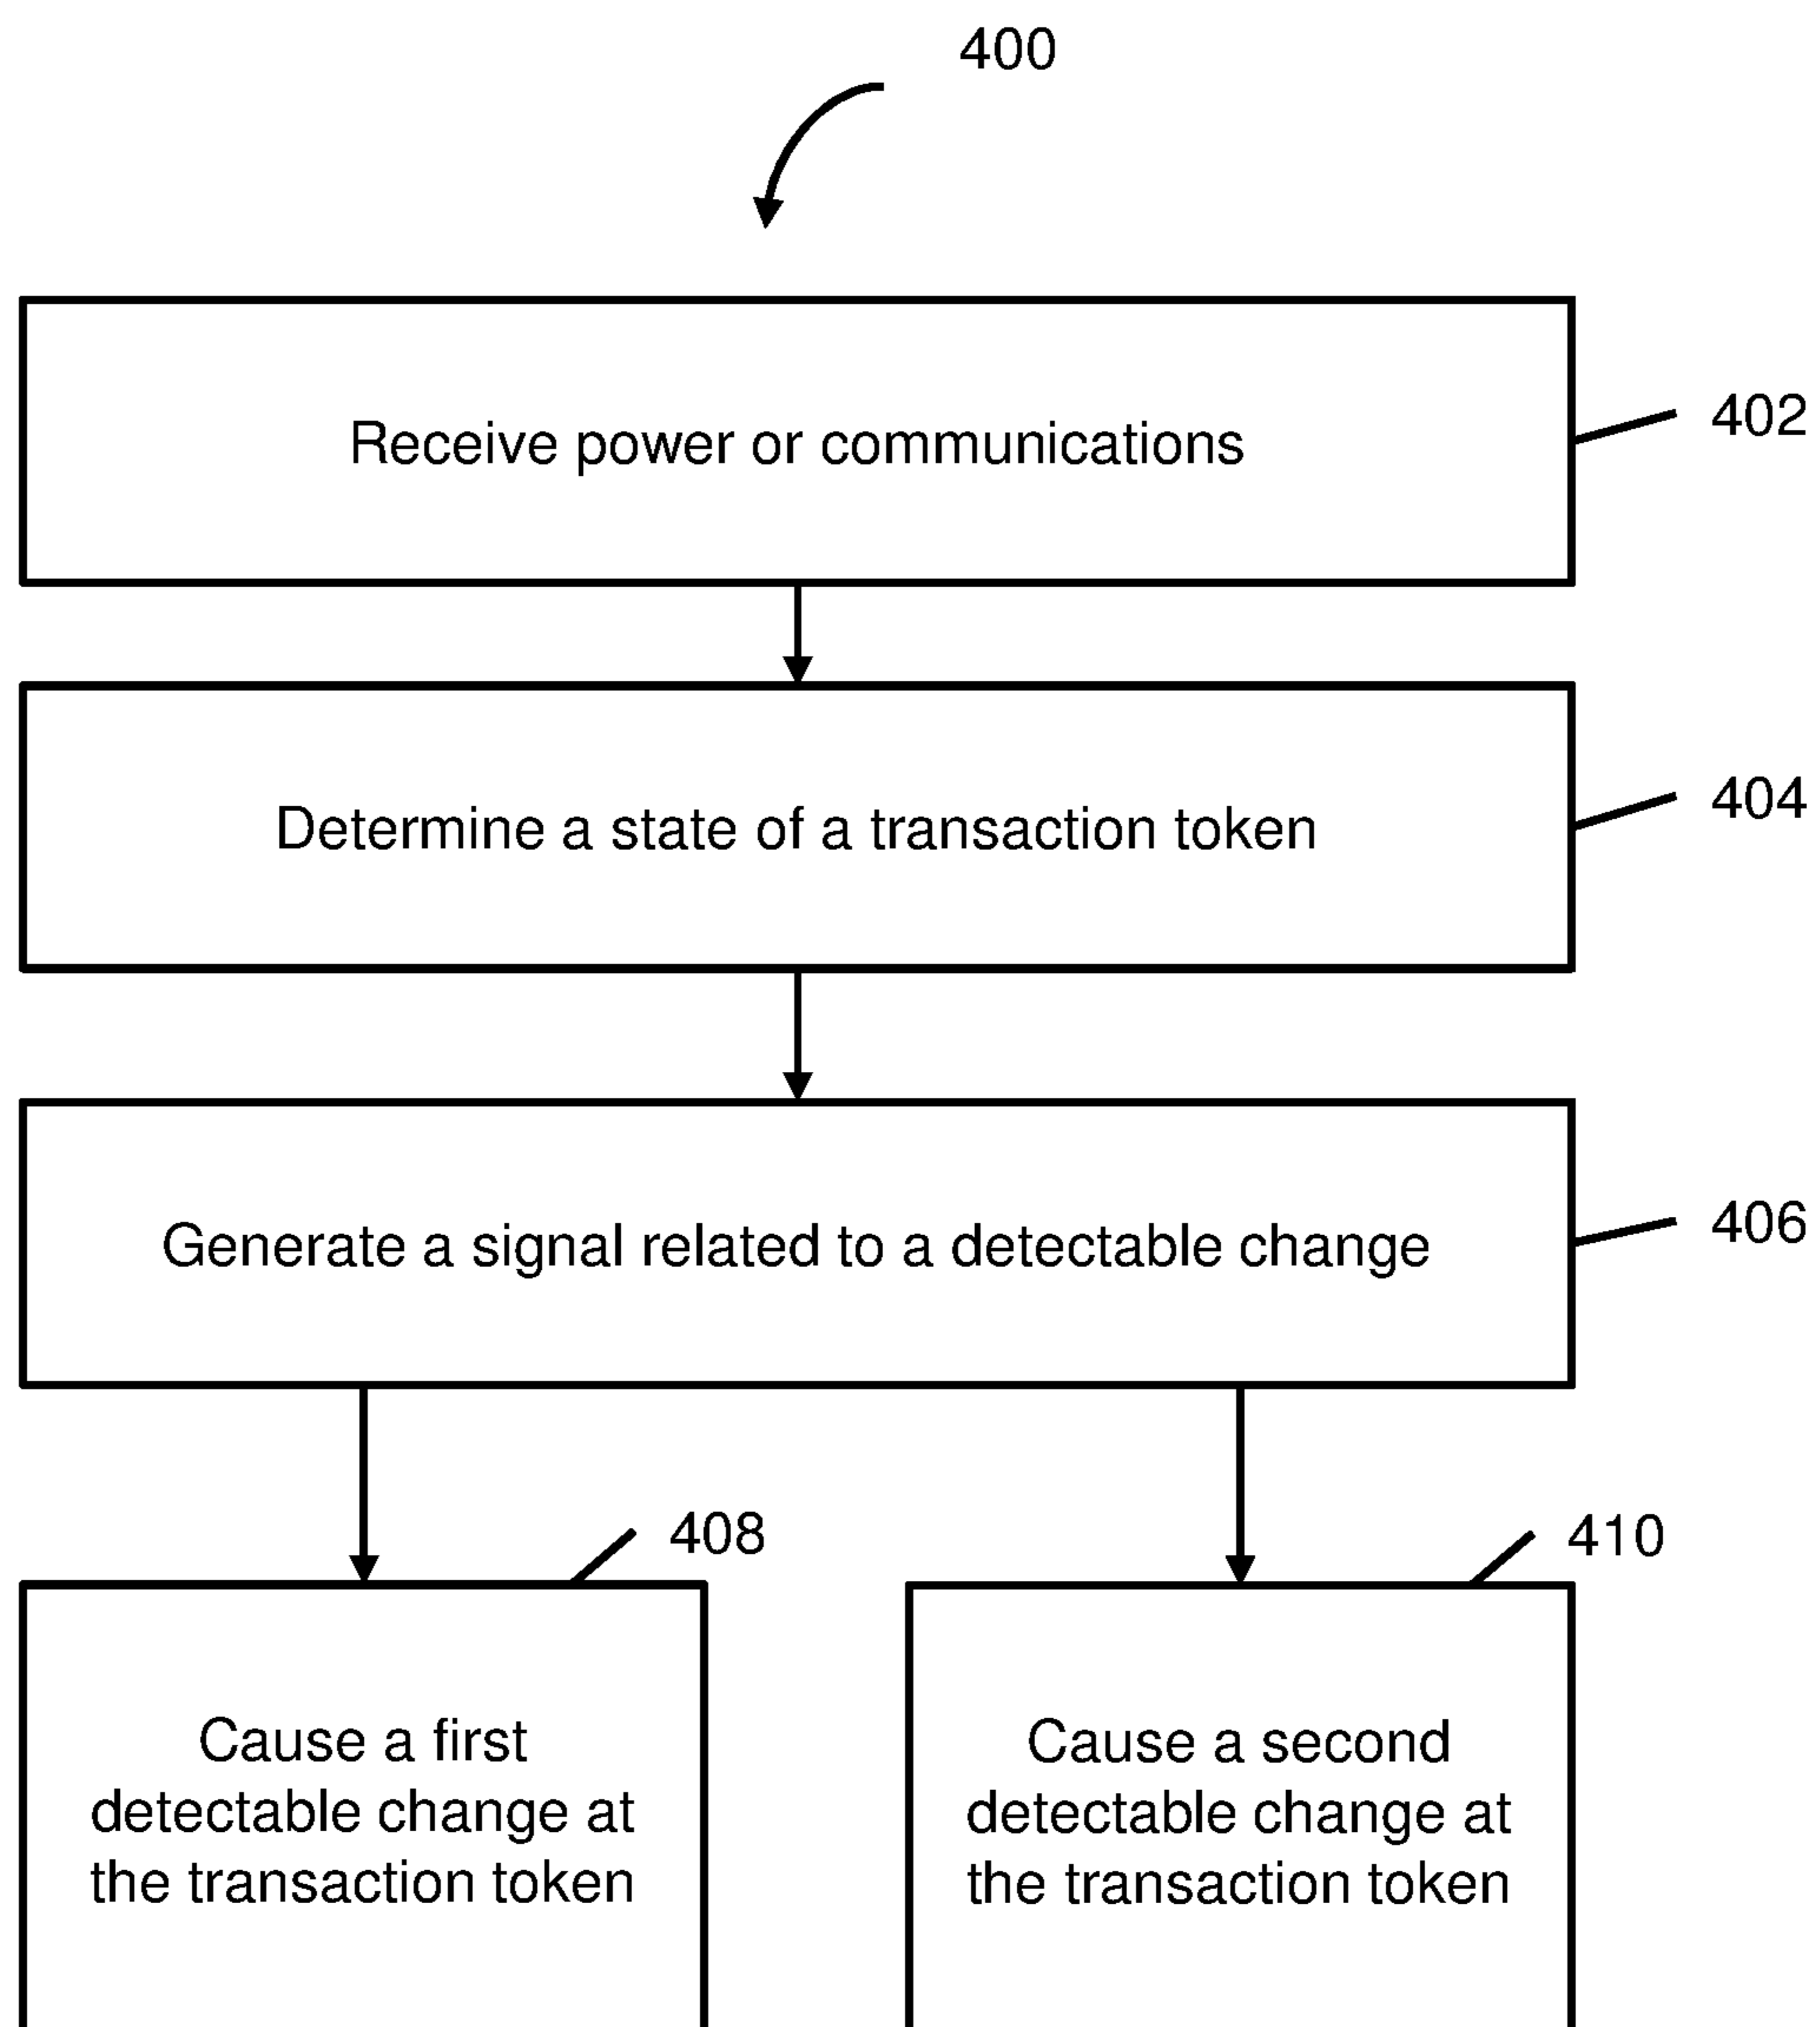 400
Receive power or communications
402
Determine a state of a transaction token
404
Generate a signal related to a detectable change
406
408
410
Cause a first
detectable change at
the transaction token
Cause a second
detectable change at
the transaction token